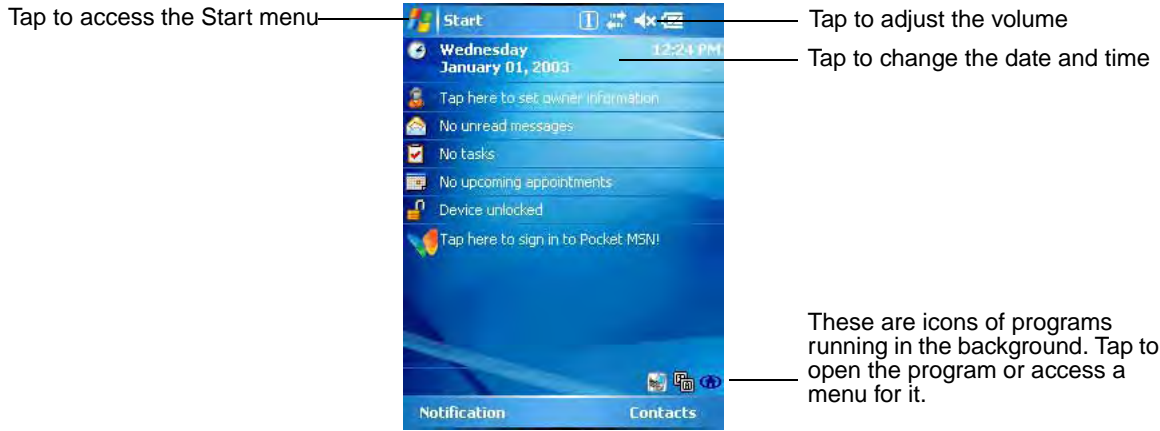 Tap to access the Start menu
Start
Tap to adjust the volume
Wednesday 12:24 PM
January 01, 2003
Tap to change the date and time
Tap here to set owner information
No unread messages
No tasks
No upcoming appointments
Device unlocked
Tap here to sign in to Pocket MSN!
These are icons of programs
running in the background. Tap to
open the program or access a
menu for it.
Notification Contacts